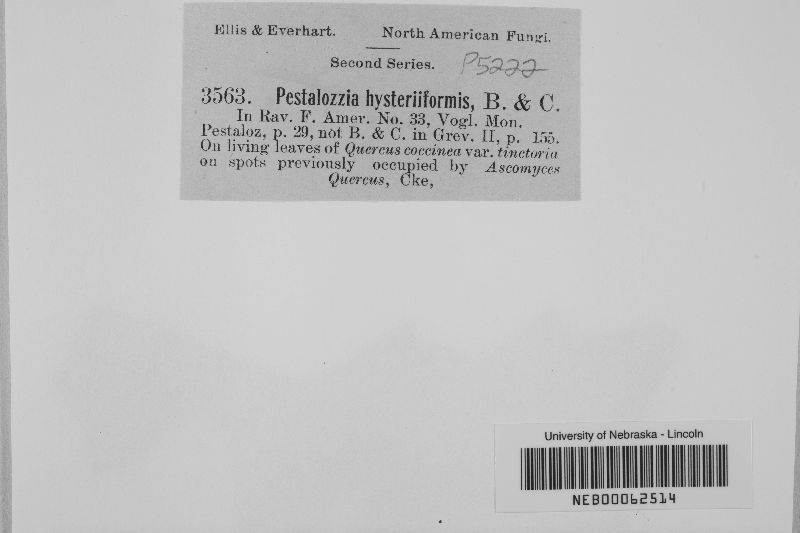 Ellis & Everhart. North American Fungi.
Second Series. P5222
3563. Pestalozzia hysteriiformis, B. & C.
In Rav. F. Amer. No. 33, Vogl. Mon.
Pestaloz, p. 29, not B. & C. in Grev. II, p. 155.
On living leaves of Quercus coccinea var. tinctoria
on spots previously occupied by Ascomyces
Quercus, Cke,
University of Nebraska - Lincoln
NEB00062514